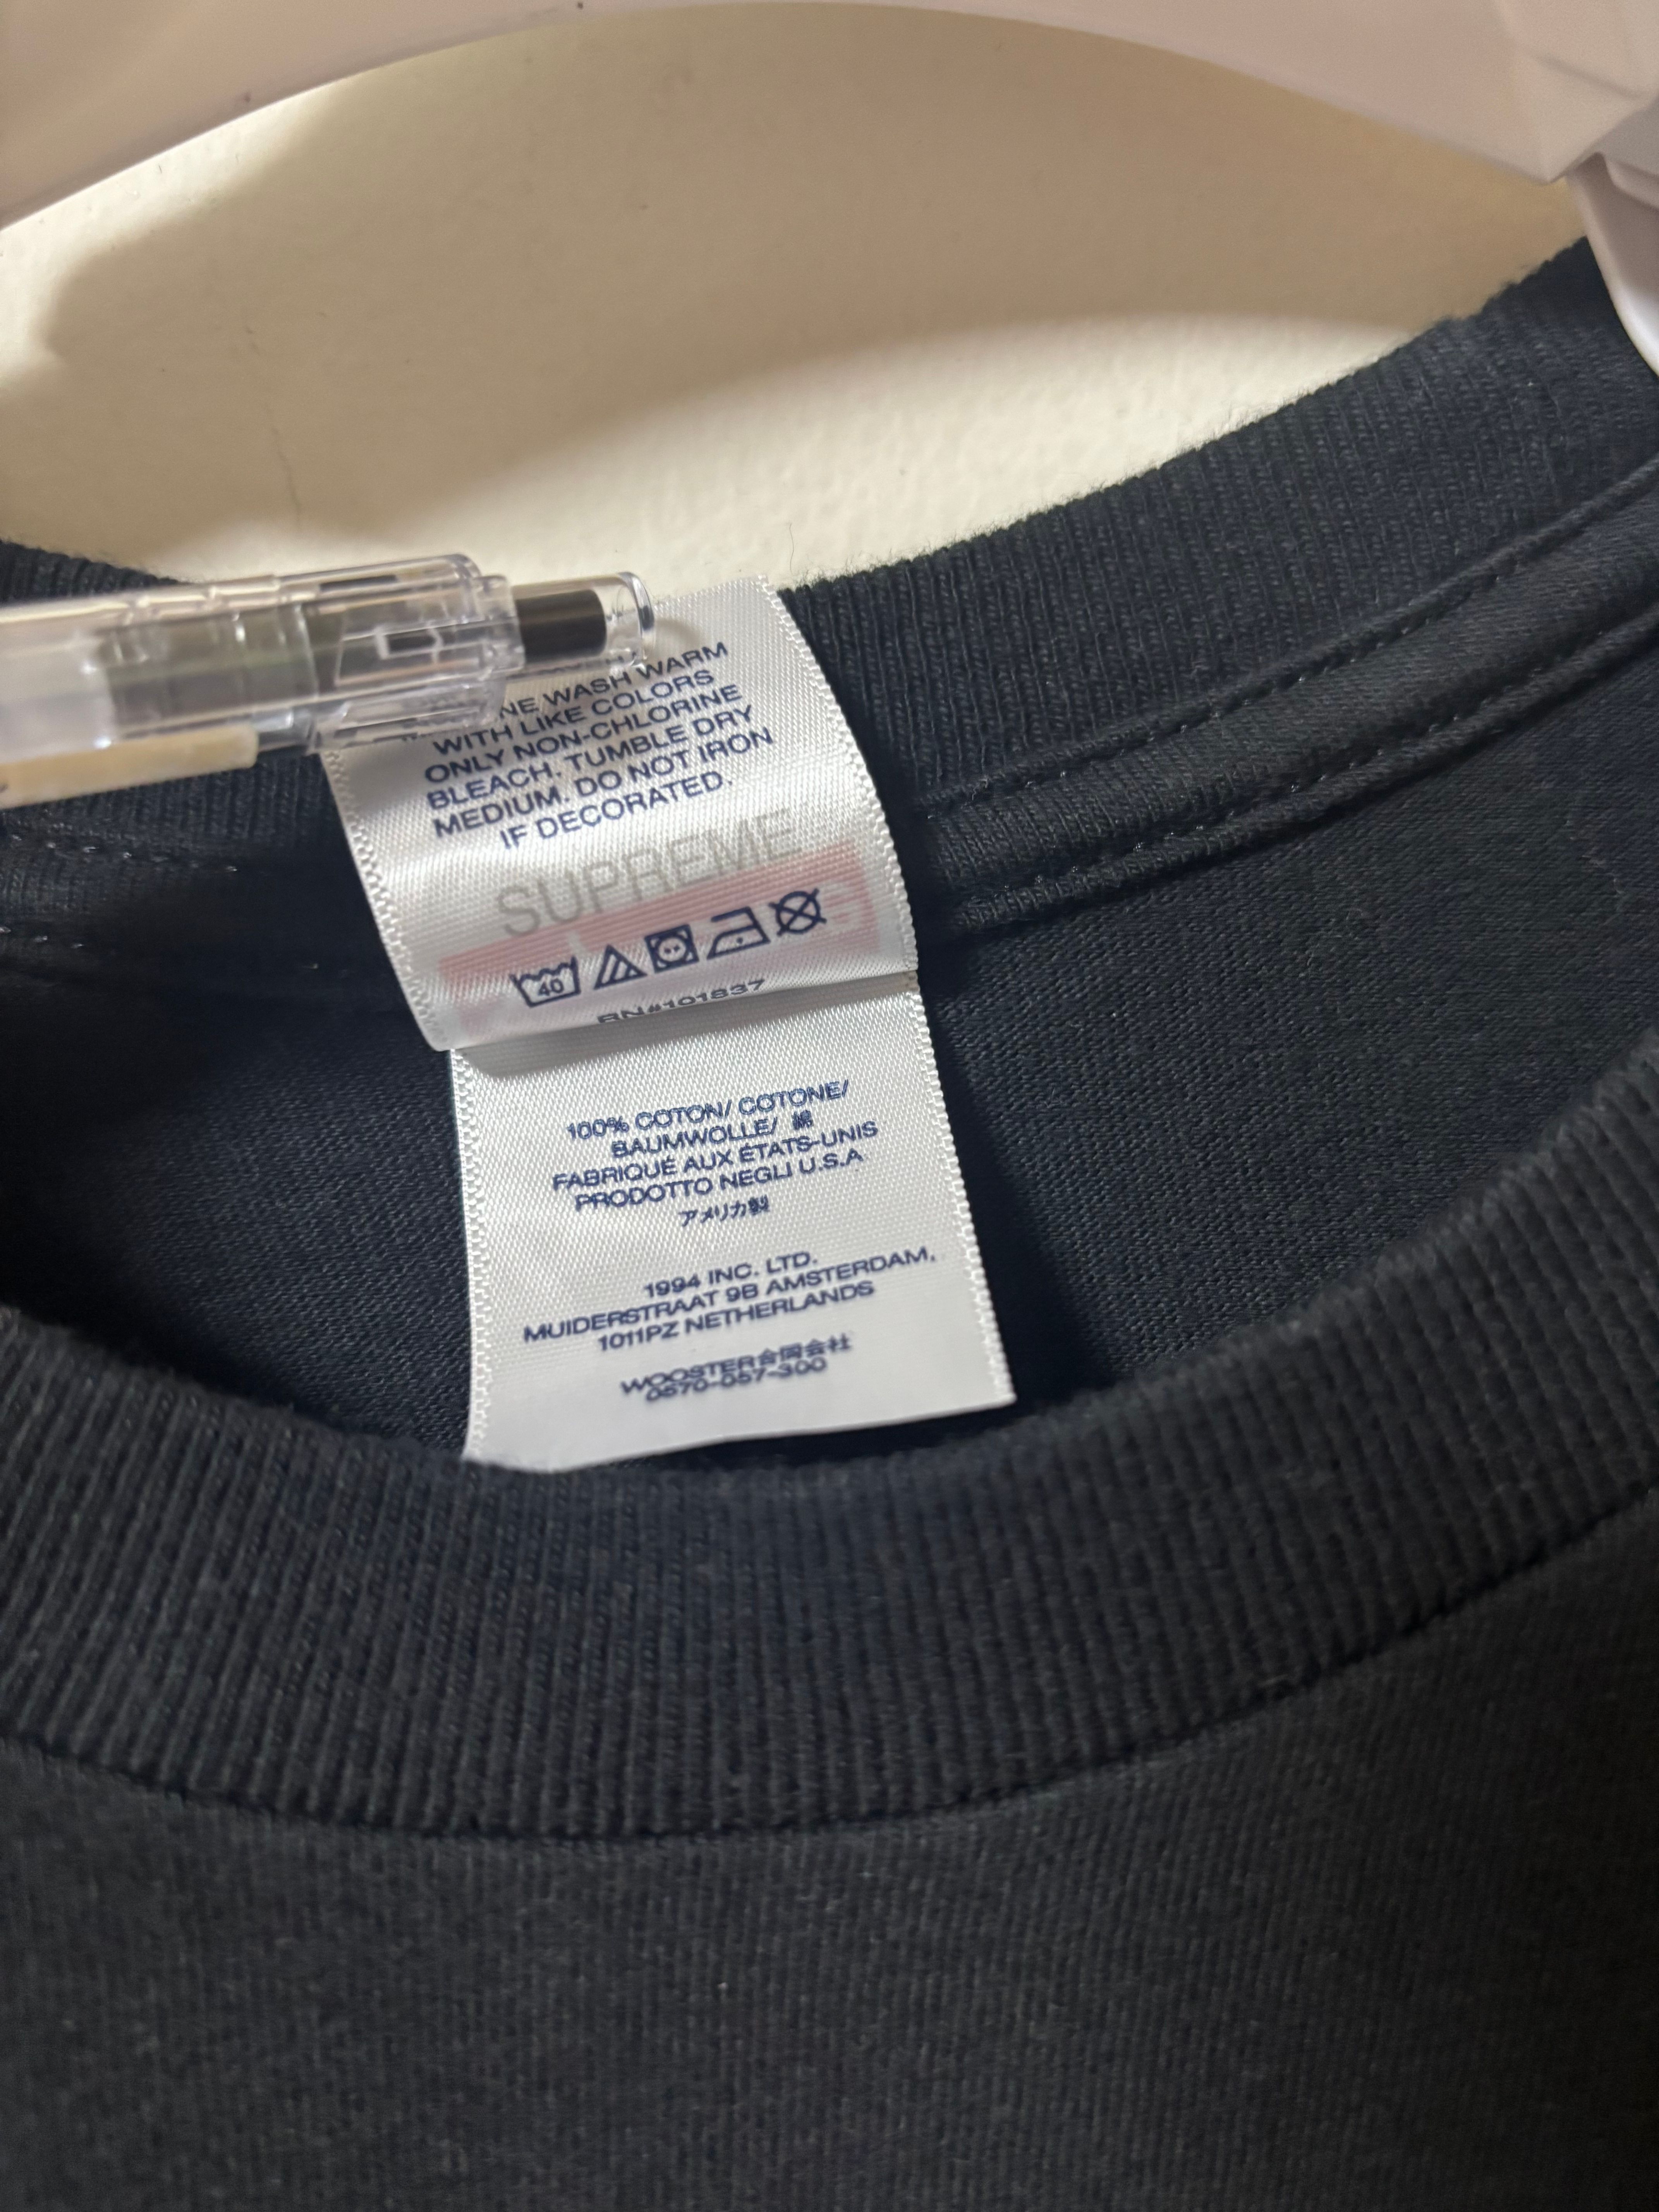 WASH WARM
WITH LIKE COLORS
ONLY NON-CHLORINE
BLEACH. TUMBLE DRY
MEDIUM. DO NOT IRON
IF DECORATED.
SUPREME
40
RN#101837
100% COTON/ COTONE/
BAUMWOLLE/ 綿
FABRIQUÉ AUX ÉTATS-UNIS
PRODOTTO NEGLI U.S.A
アメリカ製
1994 INC. LTD.
MUIDERSTRAAT 9B AMSTERDAM,
1011PZ NETHERLANDS
WOOSTER合同会社
0570-057-300